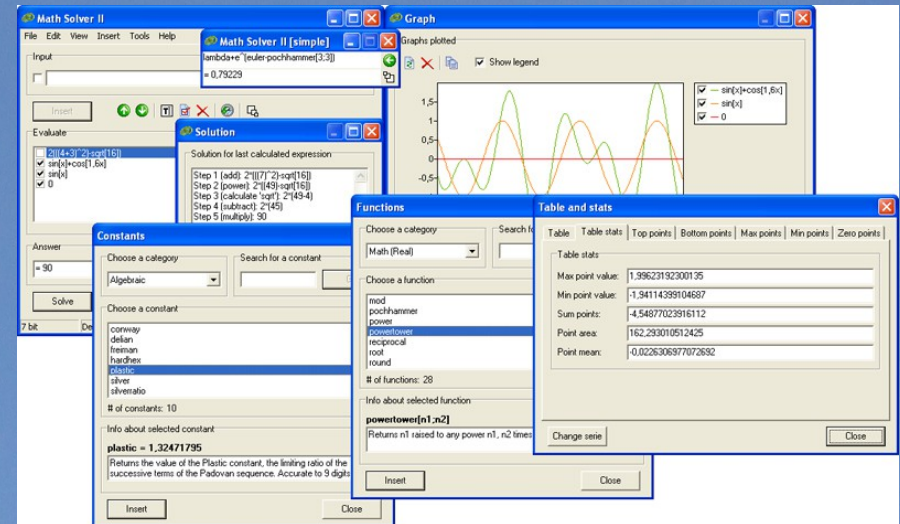 Math Solver II
File Edit View Insert Tools Help
Input
Insert
Evaluate
2(((4+3)^2)-sqrt[16])
sin[x]+cos[1,6x]
sin[x]
0
Answer
= 90
Solve
7 bit
Math Solver II [simple]
lambda+e^(euler-pochhammer[3;3])
= 0,79229
Graph
Graphs plotted
Show legend
1,5
1
0,5
0
-0,5
sin[x]+cos[1,6x]
sin[x]
0
Solution
Solution for last calculated expression
Step 1 (add): 2*(((7)^2)-sqrt[16])
Step 2 (power): 2*((49)-sqrt[16])
Step 3 (calculate 'sqrt'): 2*(49-4)
Step 4 (subtract): 2*(45)
Step 5 (multiply): 90
Constants
Choose a category
Search for a constant
Algebraic
Choose a constant
conway
delian
freiman
hardhex
plastic
silver
silverratio
# of constants: 10
Info about selected constant
plastic = 1,32471795
Returns the value of the Plastic constant, the limiting ratio of the
successive terms of the Padovan sequence. Accurate to 9 digits
Insert
Close
Functions
Choose a category
Math (Real)
Choose a function
mod
pochhammer
power
powertower
reciprocal
root
round
# of functions: 28
Info about selected function
powertower[n1;n2]
Returns n1 raised to any power n1, n2 times
Insert
Close
Table and stats
Table Table stats Top points Bottom points Max points Min points Zero points
Table stats
Max point value: 1,99623192300135
Min point value: -1,94114399104687
Sum points: -4,54877023916112
Point area: 162,293010512425
Point mean: -0,0226306977072692
Change serie
Close